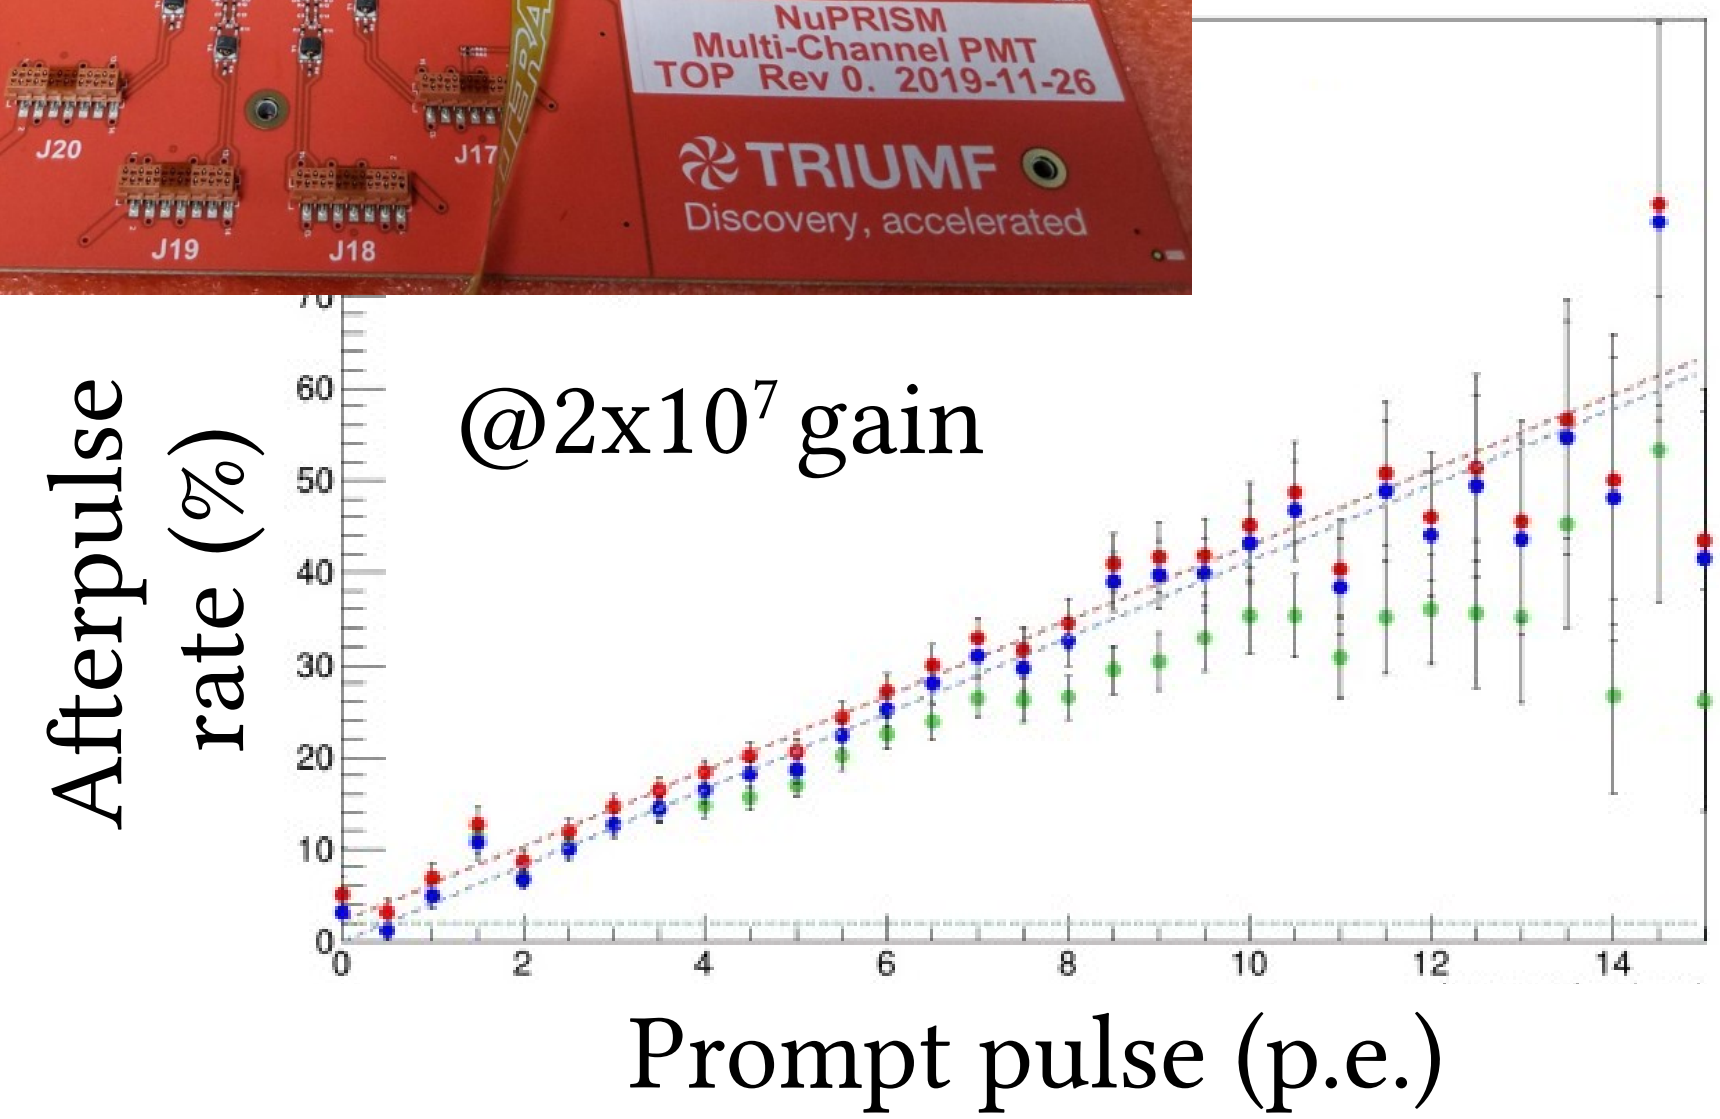 NuPRISM
Multi-Channel PMT
TOP Rev 0. 2019-11-26
J20
J17
TRIUMF
Discovery, accelerated
J19
J18
Afterpulse
rate (%)
@2x10⁷ gain
70
60
50
40
30
20
10
0
0 2 4 6 8 10 12 14
Prompt pulse (p.e.)